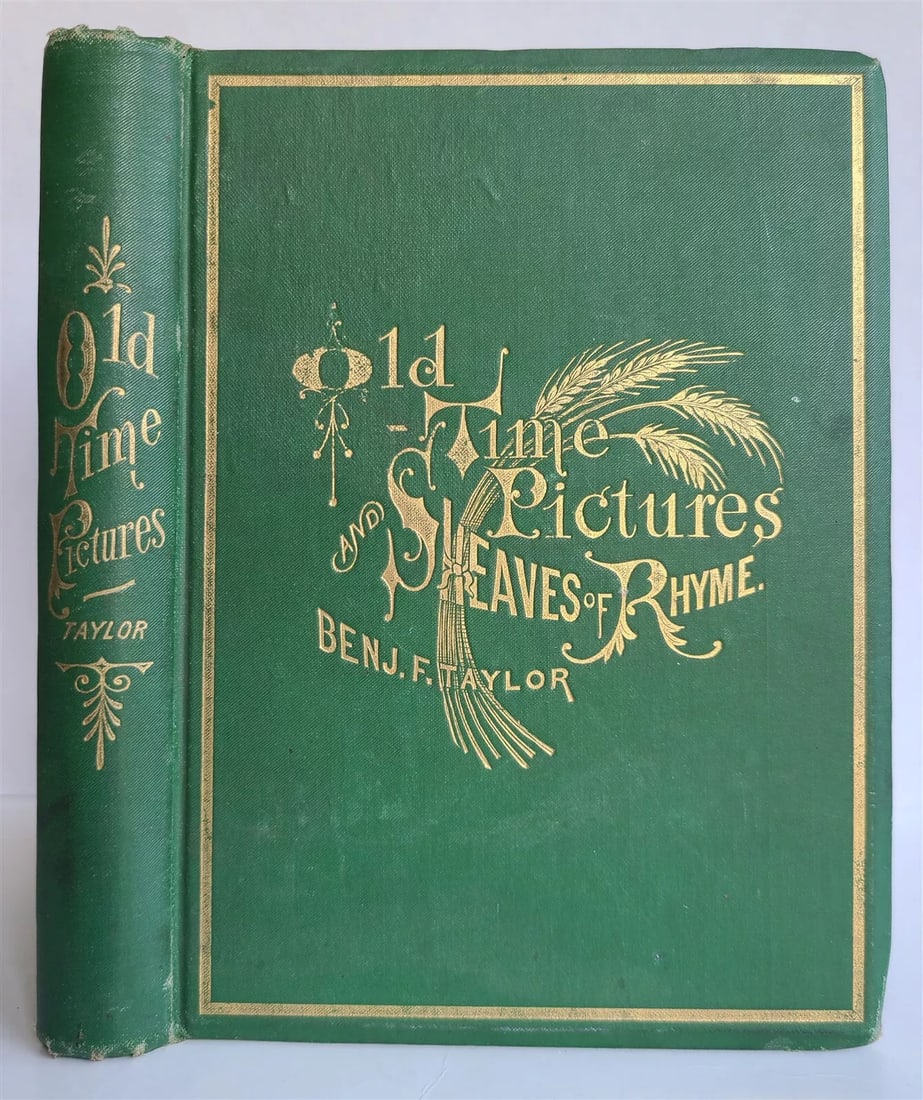 Old
Time
Pictures
TAYLOR
Old
-Time
Pictures
AND SHEAVES OF RHYME.
BENJ. F. TAYLOR